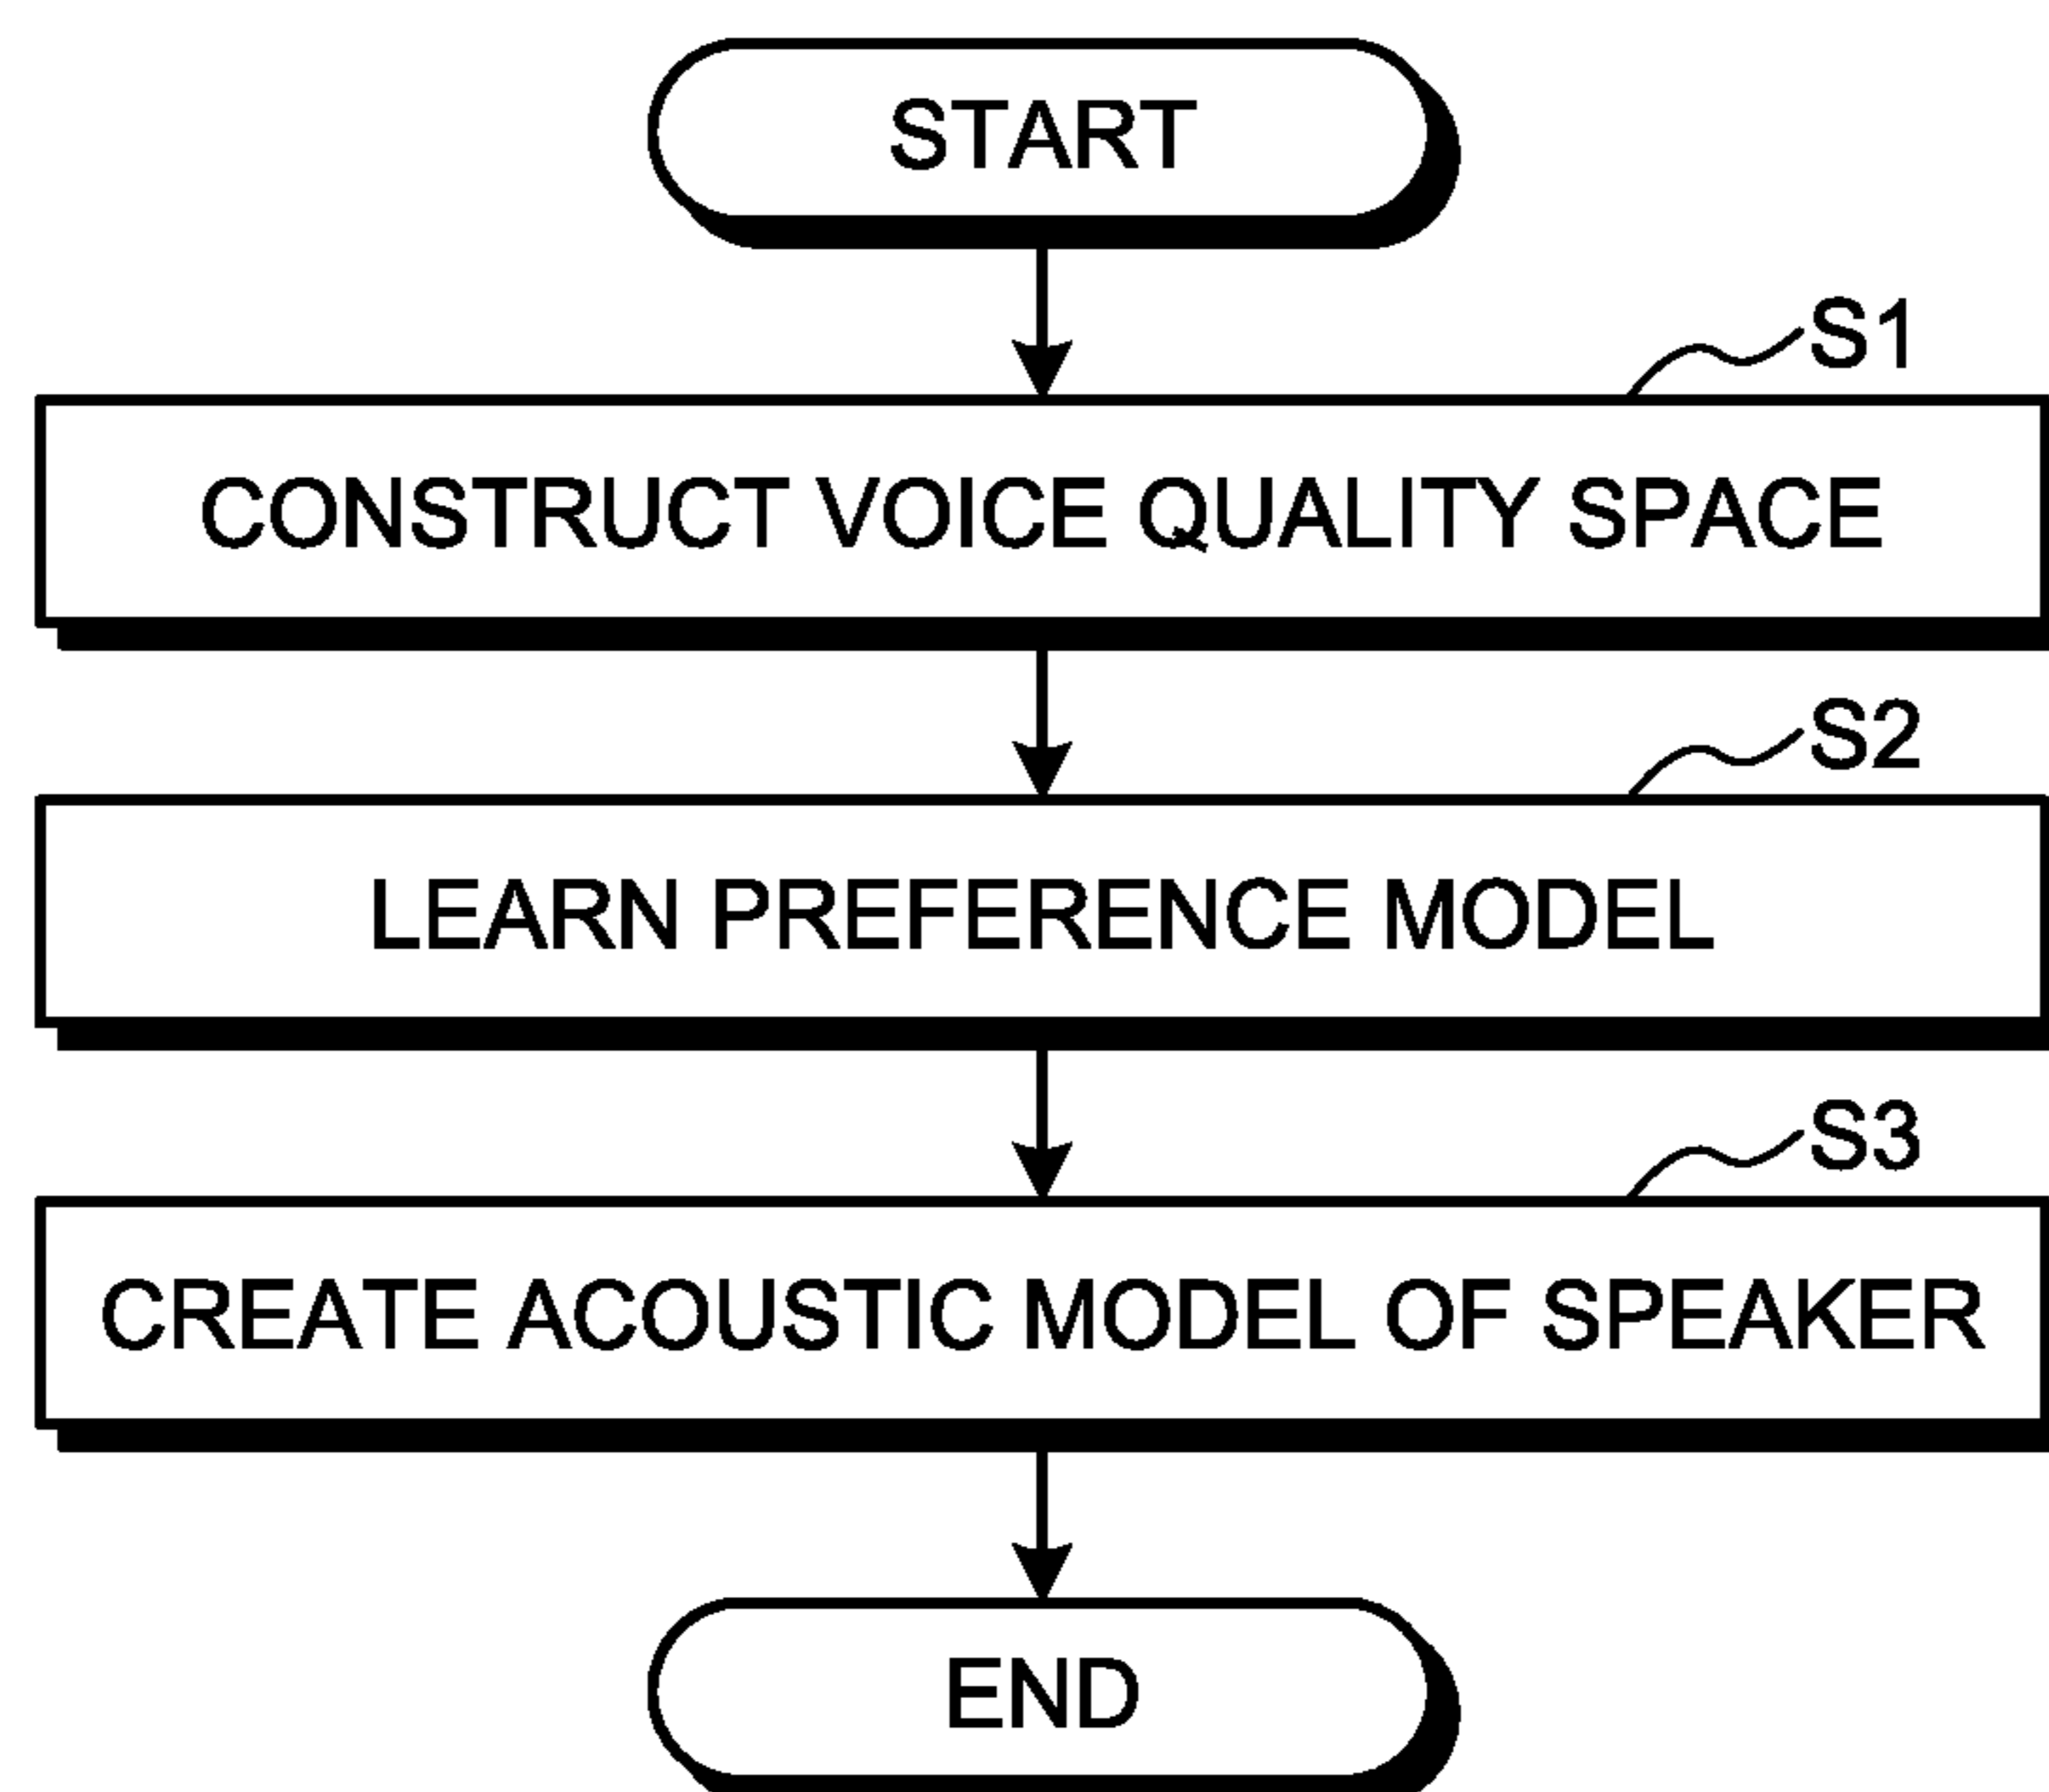 START
S1
CONSTRUCT VOICE QUALITY SPACE
S2
LEARN PREFERENCE MODEL
S3
CREATE ACOUSTIC MODEL OF SPEAKER
END